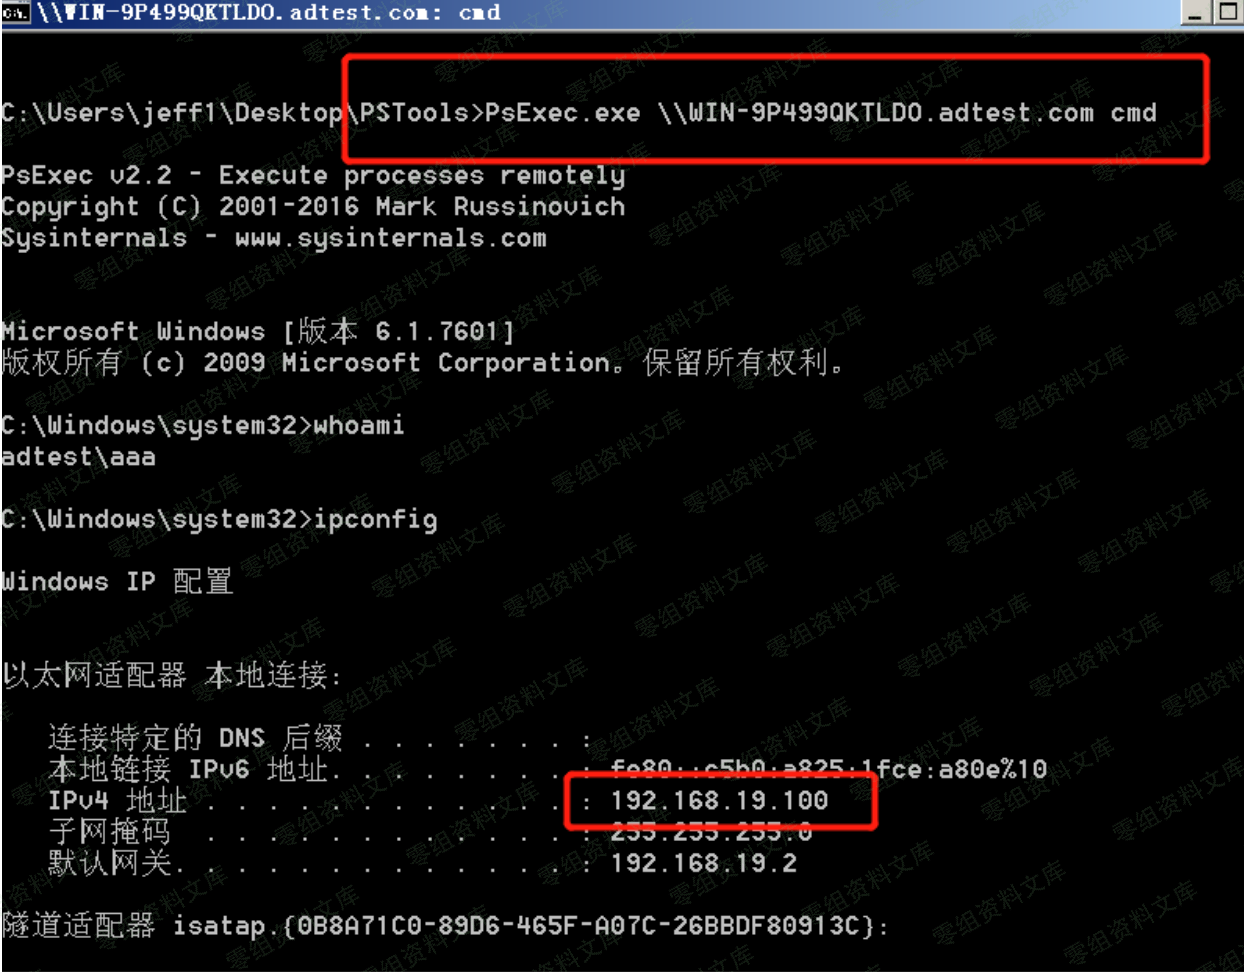 \\WIN-9P499QKTLDO.adtest.com: cmd
C:\Users\jeff1\Desktop\PSTools>PsExec.exe \\WIN-9P499QKTLDO.adtest.com cmd
PsExec v2.2 - Execute processes remotely
Copyright (C) 2001-2016 Mark Russinovich
Sysinternals - www.sysinternals.com
Microsoft Windows [版本 6.1.7601]
版权所有 (c) 2009 Microsoft Corporation。保留所有权利。
C:\Windows\system32>whoami
adtest\aaa
C:\Windows\system32>ipconfig
Windows IP 配置
以太网适配器 本地连接:
连接特定的 DNS 后缀 . . . . . . . :
本地链接 IPv6 地址. . . . . . . . : fe80::c5b0:a825:1fce:a80e%10
IPv4 地址 . . . . . . . . . . . . : 192.168.19.100
子网掩码 . . . . . . . . . . . . : 255.255.255.0
默认网关. . . . . . . . . . . . . : 192.168.19.2
隧道适配器 isatap.{0B8A71C0-89D6-465F-A07C-26BBDF80913C}:
零组资料文库